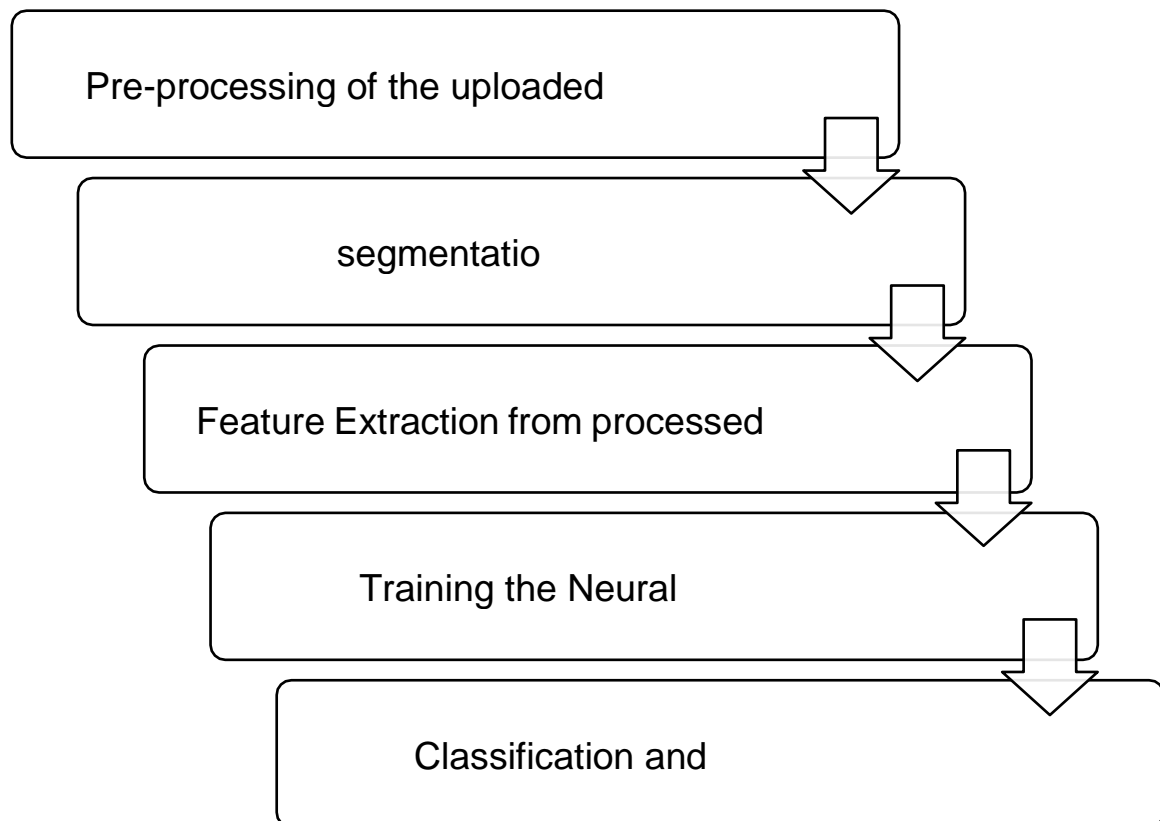 Pre-processing of the uploaded
segmentatio
Feature Extraction from processed
Training the Neural
Classification and